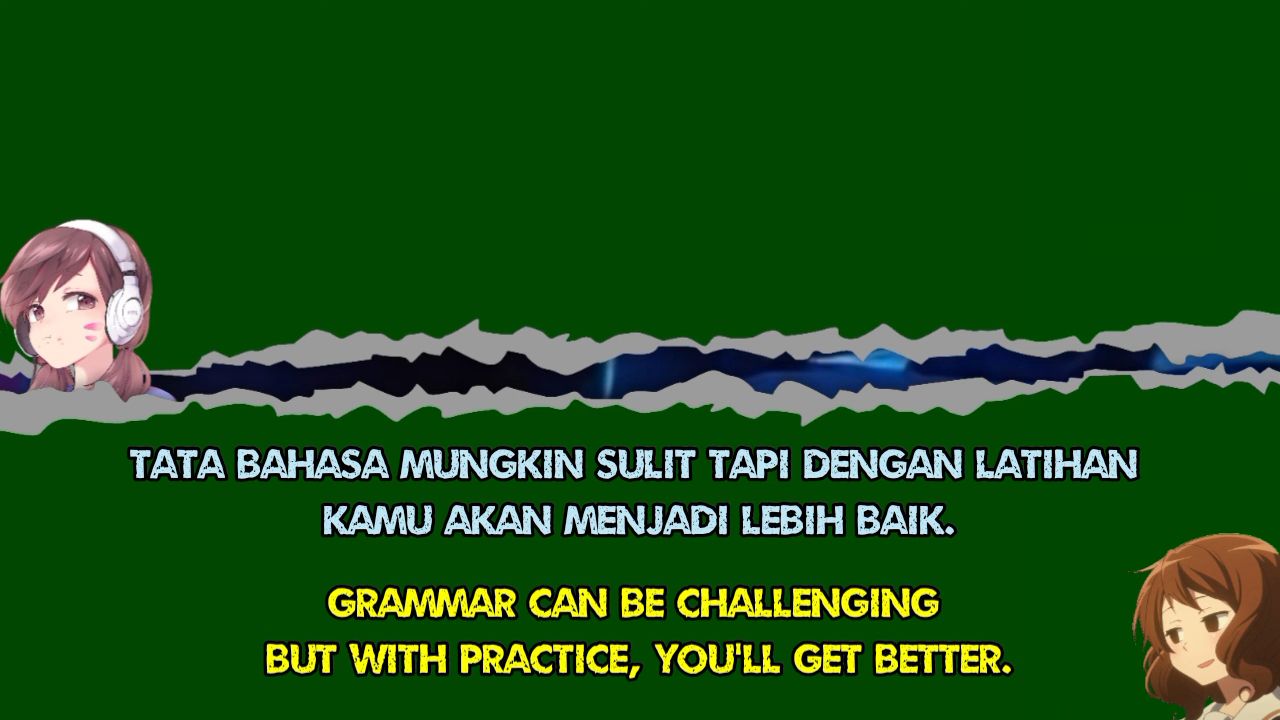 TATA BAHASA MUNGKIN SULIT TAPI DENGAN LATIHAN
KAMU AKAN MENJADI LEBIH BAIK.
GRAMMAR CAN BE CHALLENGING
BUT WITH PRACTICE, YOU'LL GET BETTER.